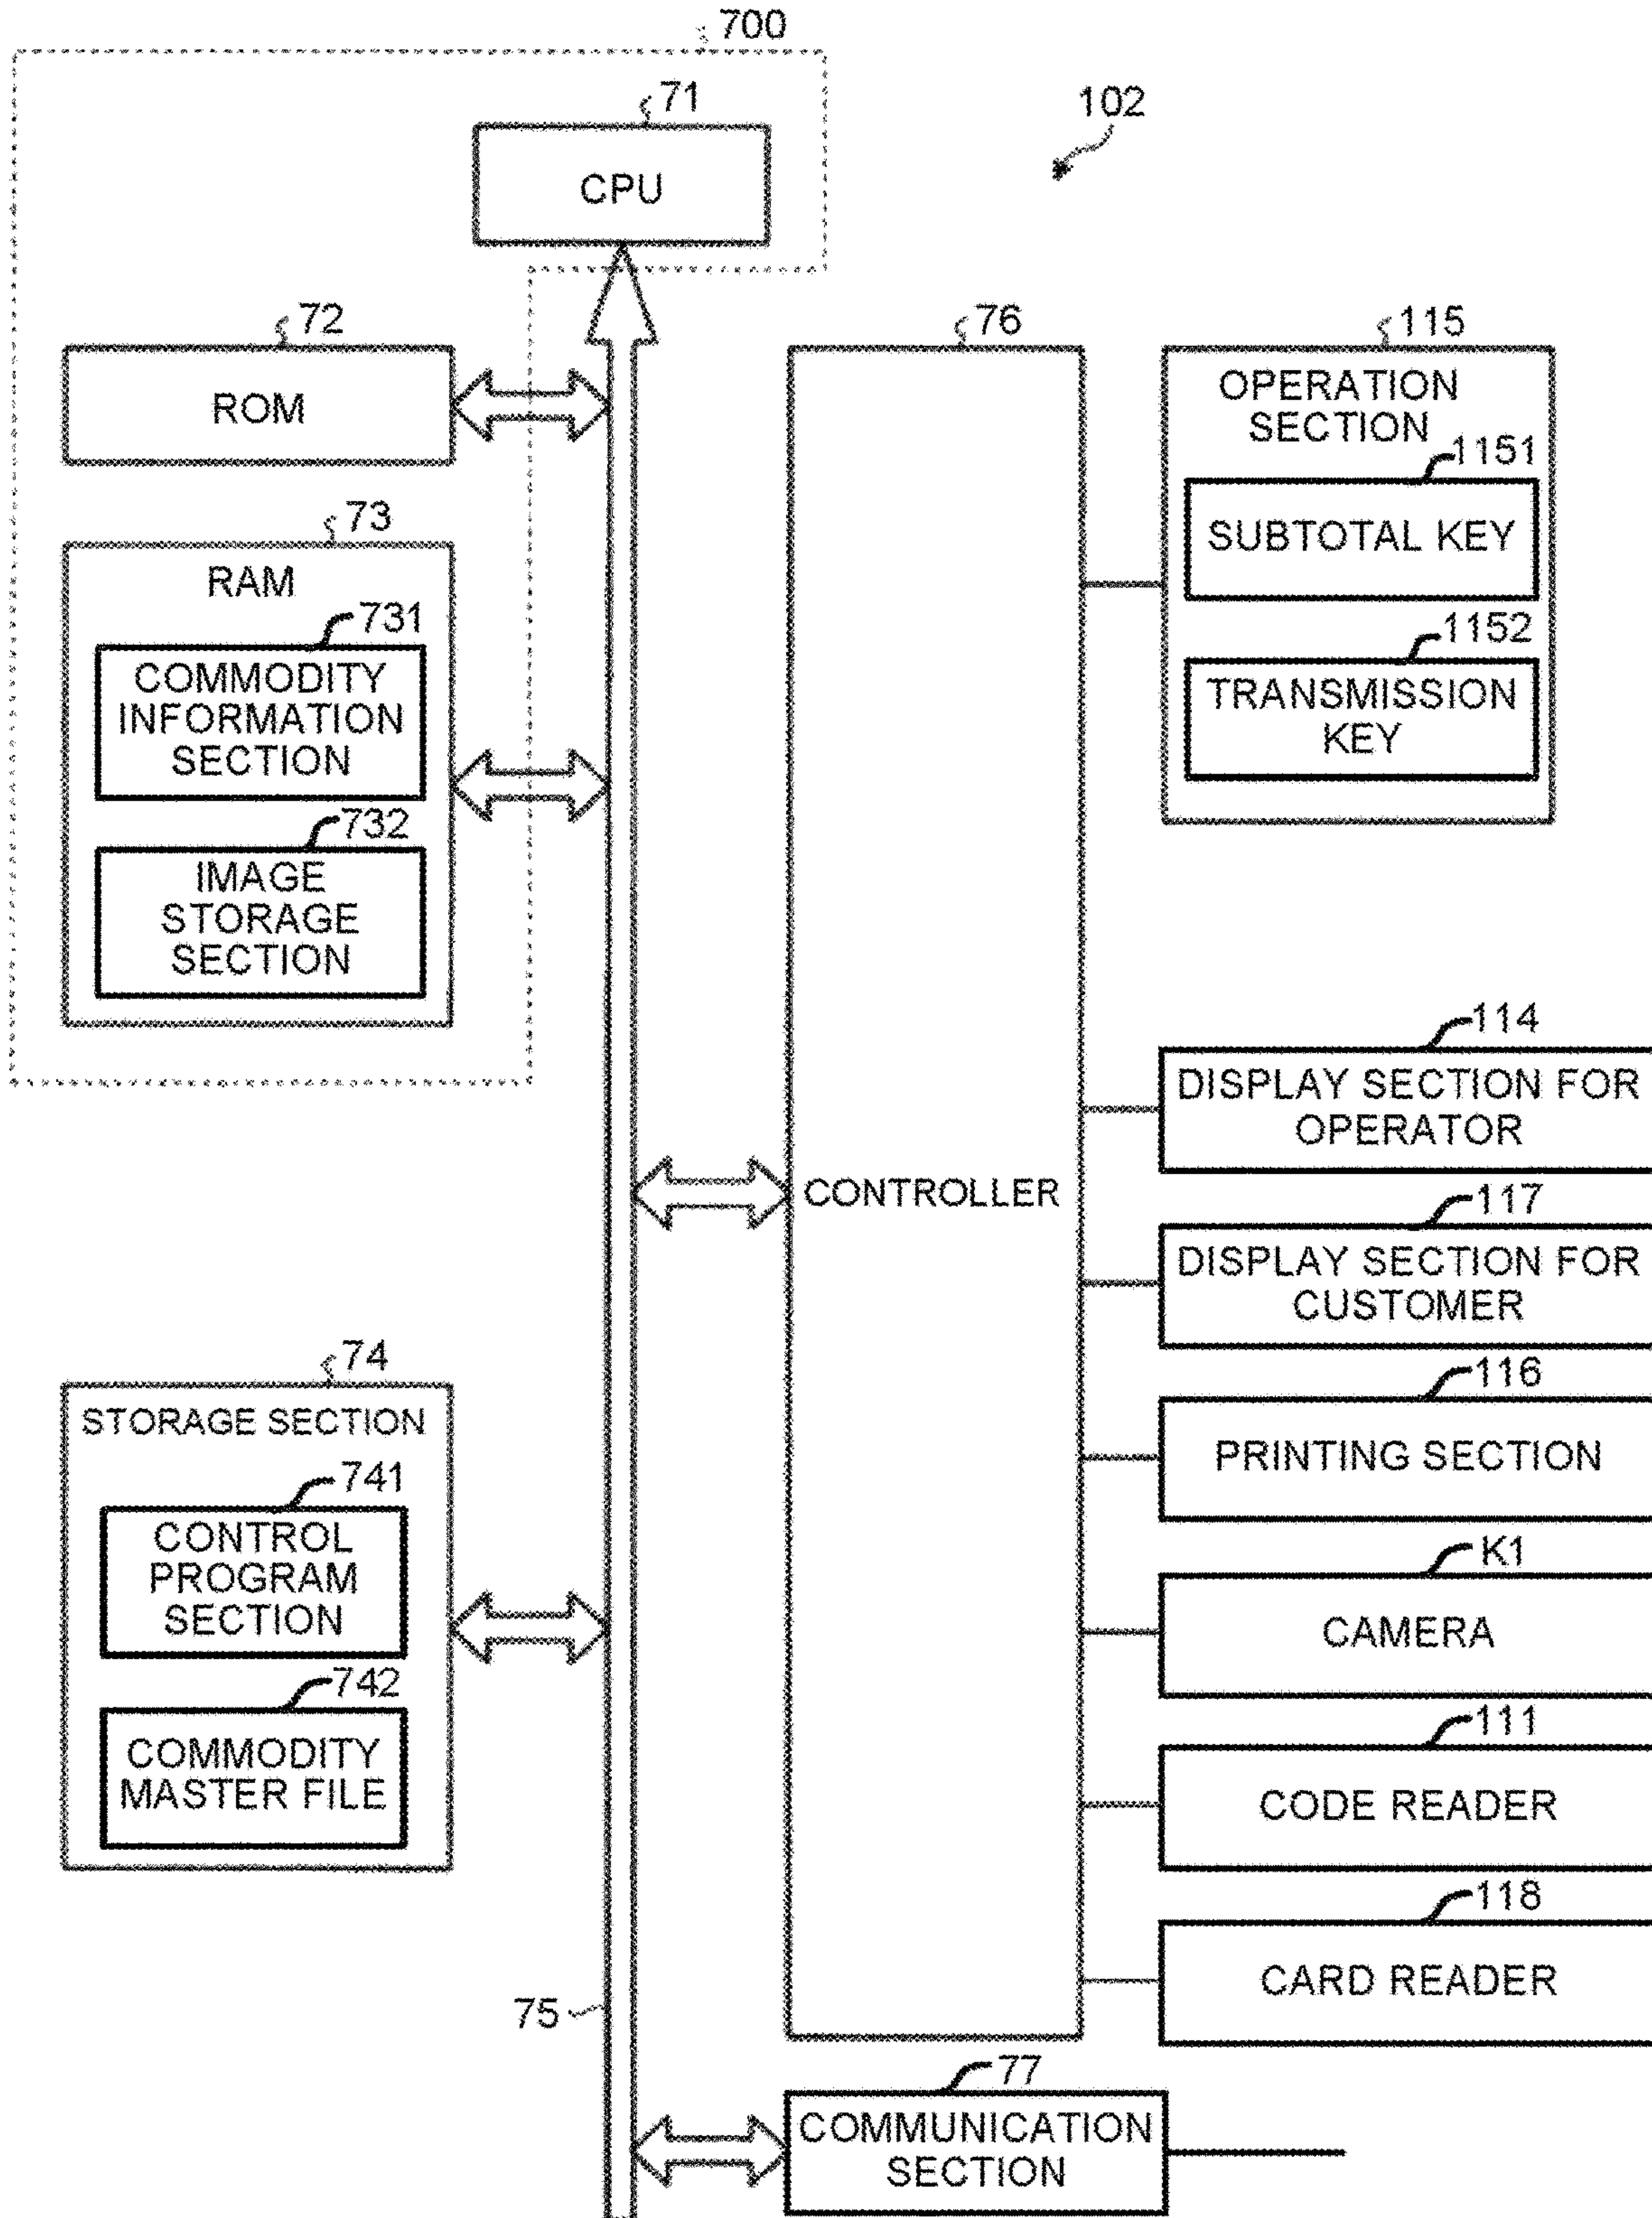 700
71
CPU
102
72
ROM
76
115
OPERATION
SECTION
1151
SUBTOTAL KEY
1152
TRANSMISSION
KEY
73
RAM
731
COMMODITY
INFORMATION
SECTION
732
IMAGE
STORAGE
SECTION
CONTROLLER
114
DISPLAY SECTION FOR
OPERATOR
117
DISPLAY SECTION FOR
CUSTOMER
116
PRINTING SECTION
K1
CAMERA
111
CODE READER
118
CARD READER
74
STORAGE SECTION
741
CONTROL
PROGRAM
SECTION
742
COMMODITY
MASTER FILE
75
77
COMMUNICATION
SECTION